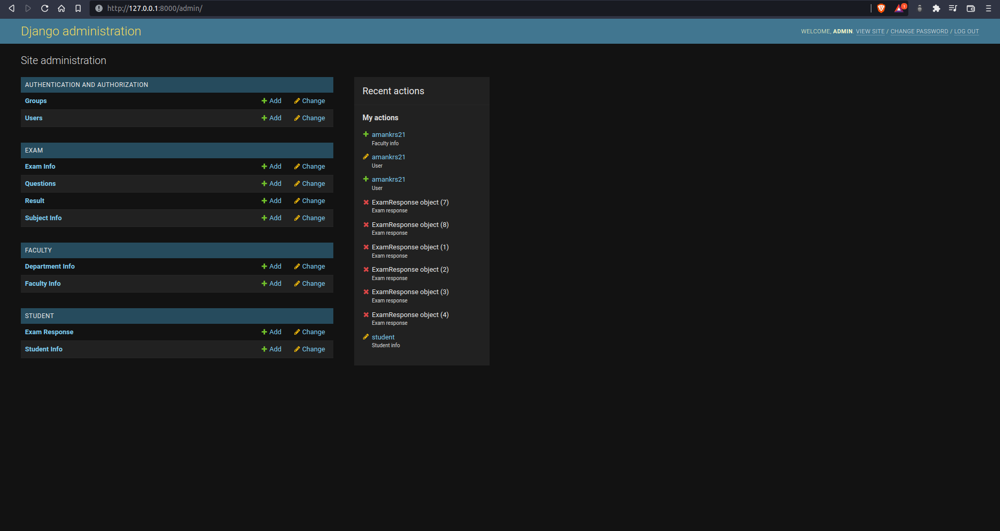 http://127.0.0.1:8000/admin/
1
Django administration
WELCOME, ADMIN. VIEW SITE / CHANGE PASSWORD / LOG OUT
Site administration
AUTHENTICATION AND AUTHORIZATION
Groups Add Change
Users Add Change
EXAM
Exam Info Add Change
Questions Add Change
Result Add Change
Subject Info Add Change
FACULTY
Department Info Add Change
Faculty Info Add Change
STUDENT
Exam Response Add Change
Student Info Add Change
Recent actions
My actions
amankrs21
Faculty info
amankrs21
User
amankrs21
User
ExamResponse object (7)
Exam response
ExamResponse object (8)
Exam response
ExamResponse object (1)
Exam response
ExamResponse object (2)
Exam response
ExamResponse object (3)
Exam response
ExamResponse object (4)
Exam response
student
Student info